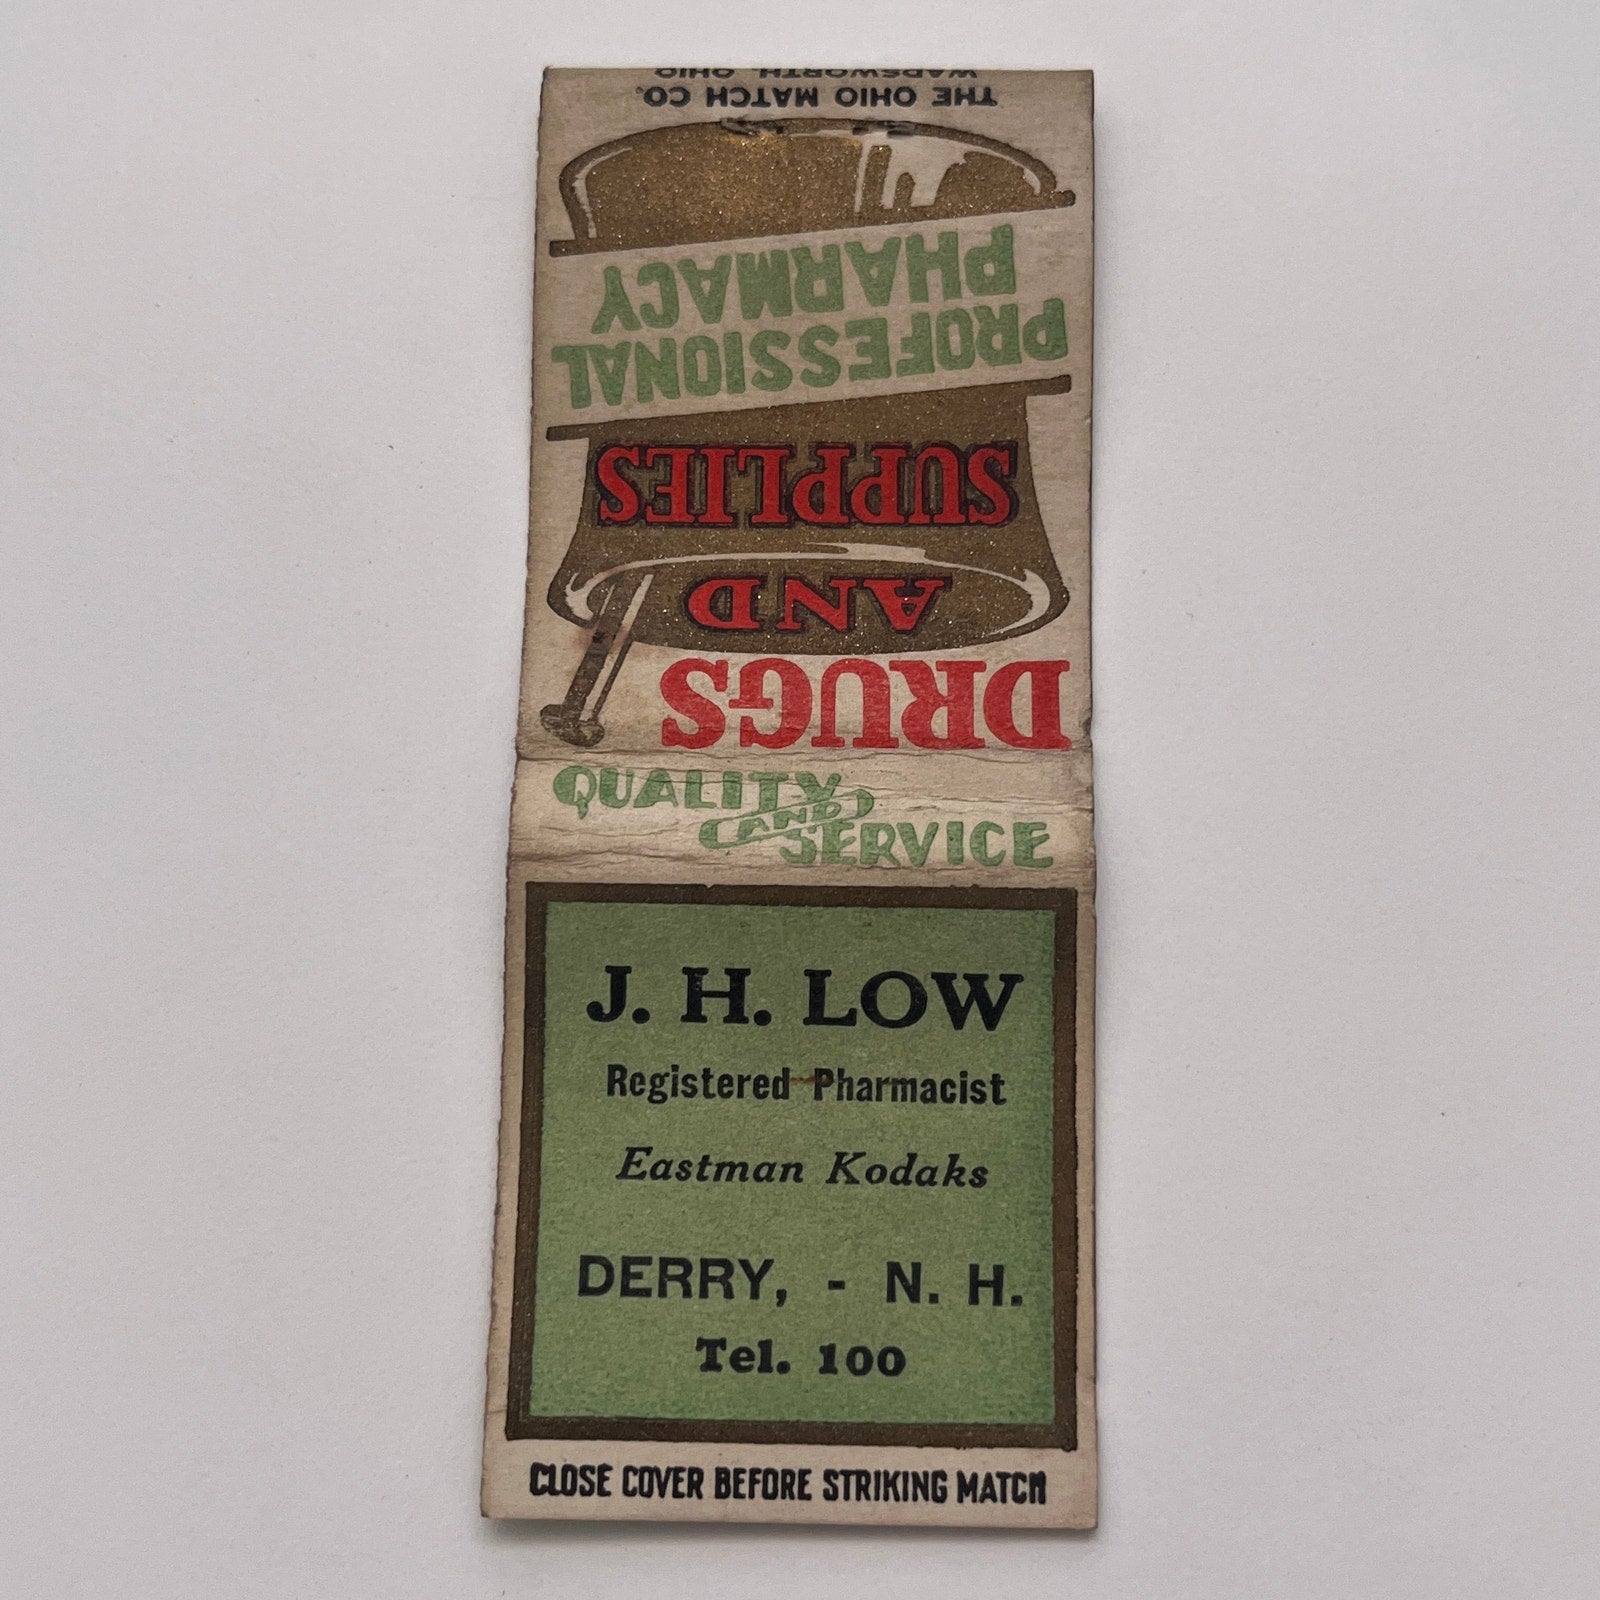 THE OHIO MATCH CO.
WADSWORTH, OHIO
PROFESSIONAL
PHARMACY
DRUGS
AND
SUPPLIES
QUALITY
AND
SERVICE
J. H. LOW
Registered Pharmacist
Eastman Kodaks
DERRY, - N. H.
Tel. 100
CLOSE COVER BEFORE STRIKING MATCH